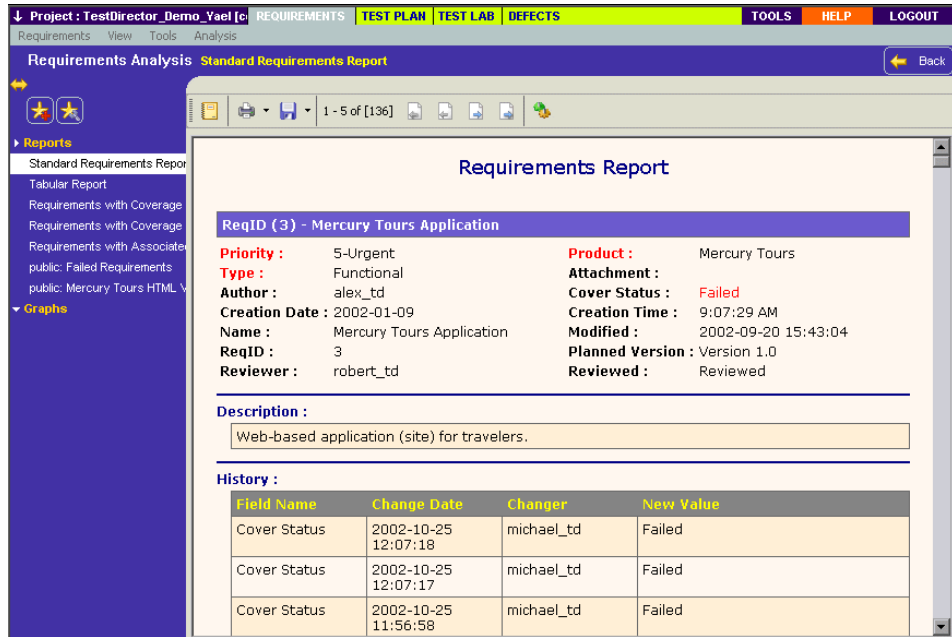 Project : TestDirector_Demo_Yael [c REQUIREMENTS TEST PLAN TEST LAB DEFECTS TOOLS HELP LOGOUT
Requirements View Tools Analysis
Requirements Analysis Standard Requirements Report Back
1 - 5 of [136]
Reports
Standard Requirements Repor
Tabular Report
Requirements with Coverage
Requirements with Coverage
Requirements with Associate
public: Failed Requirements
public: Mercury Tours HTML V
Graphs
Requirements Report
ReqID (3) - Mercury Tours Application
Priority : 5-Urgent Product : Mercury Tours
Type : Functional Attachment :
Author : alex_td Cover Status : Failed
Creation Date : 2002-01-09 Creation Time : 9:07:29 AM
Name : Mercury Tours Application Modified : 2002-09-20 15:43:04
ReqID : 3 Planned Version : Version 1.0
Reviewer : robert_td Reviewed : Reviewed
Description :
Web-based application (site) for travelers.
History :
Field Name Change Date Changer New Value
Cover Status 2002-10-25 12:07:18 michael_td Failed
Cover Status 2002-10-25 12:07:17 michael_td Failed
Cover Status 2002-10-25 11:56:58 michael_td Failed